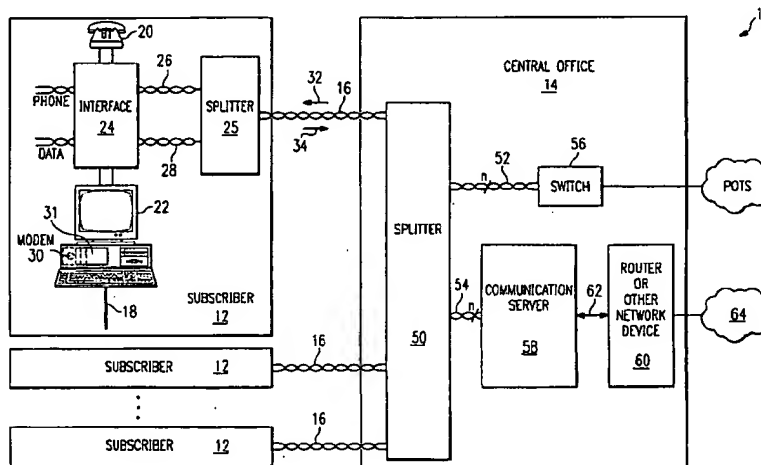 1
20
26
PHONE
INTERFACE
24
SPLITTER
25
DATA
28
22
31
MODEM
30
18
SUBSCRIBER
12
32
16
34
CENTRAL OFFICE
14
SPLITTER
50
n
52
56
SWITCH
POTS
54
n
COMMUNICATION
SERVER
58
62
ROUTER
OR
OTHER
NETWORK
DEVICE
60
64
SUBSCRIBER 12
16
SUBSCRIBER 12
16